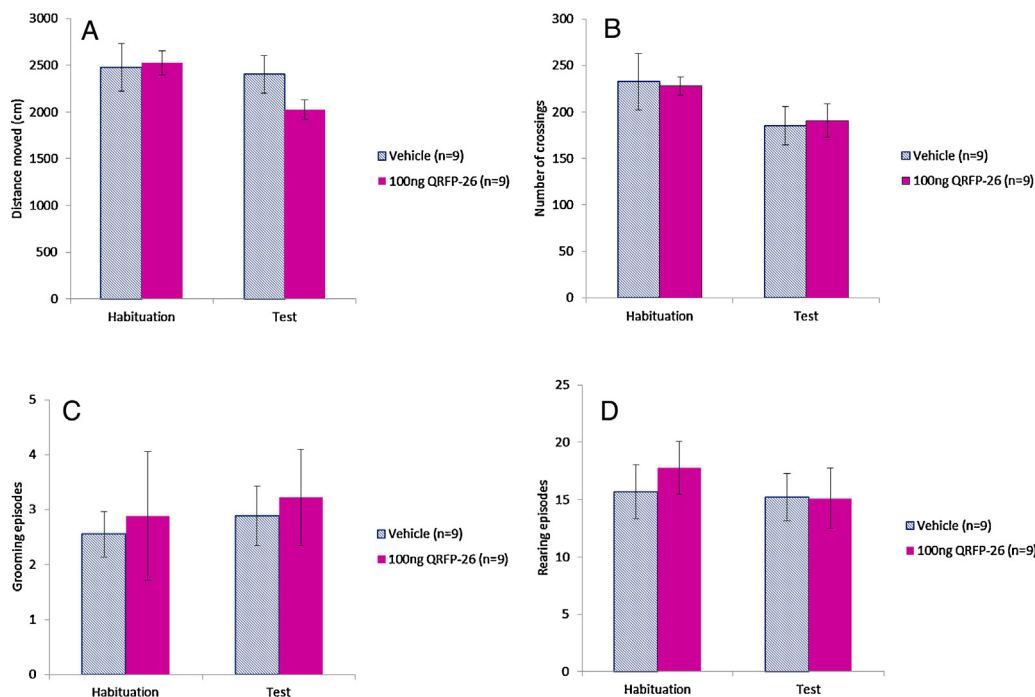 A
Distance moved (cm)
3000
2500
2000
1500
1000
500
0
Habituation
Test
Vehicle (n=9)
100ng QRFP-26 (n=9)
B
Number of crossings
300
250
200
150
100
50
0
Habituation
Test
Vehicle (n=9)
100ng QRFP-26 (n=9)
C
Grooming episodes
5
4
3
2
1
0
Habituation
Test
Vehicle (n=9)
100ng QRFP-26 (n=9)
D
Rearing episodes
25
20
15
10
5
0
Habituation
Test
Vehicle (n=9)
100ng QRFP-26 (n=9)